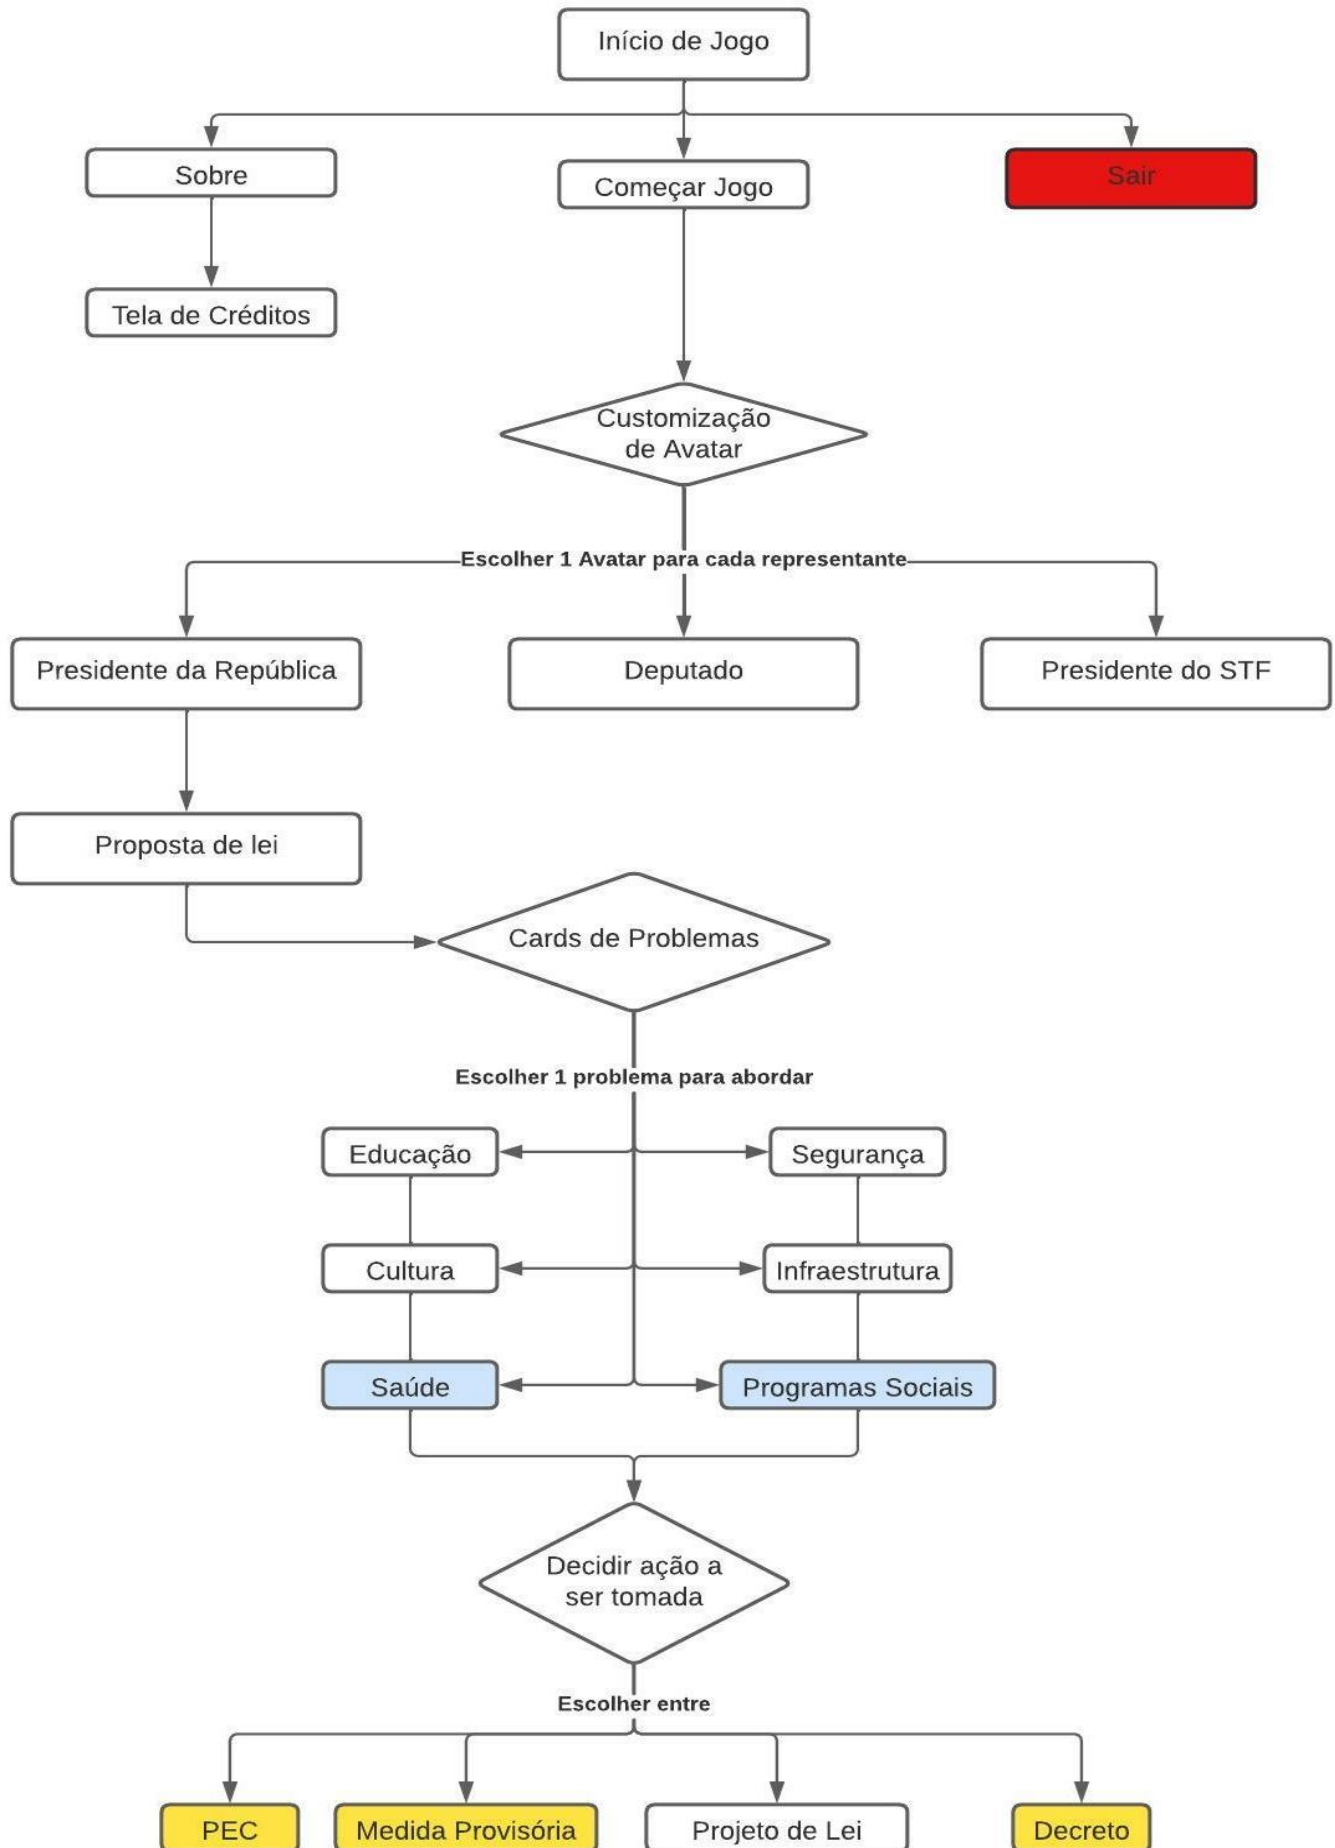 Início de Jogo
Sobre
Começar Jogo
Sair
Tela de Créditos
Customização
de Avatar
Escolher 1 Avatar para cada representante
Presidente da República
Deputado
Presidente do STF
Proposta de lei
Cards de Problemas
Escolher 1 problema para abordar
Educação
Segurança
Cultura
Infraestrutura
Saúde
Programas Sociais
Decidir ação a
ser tomada
Escolher entre
PEC
Medida Provisória
Projeto de Lei
Decreto